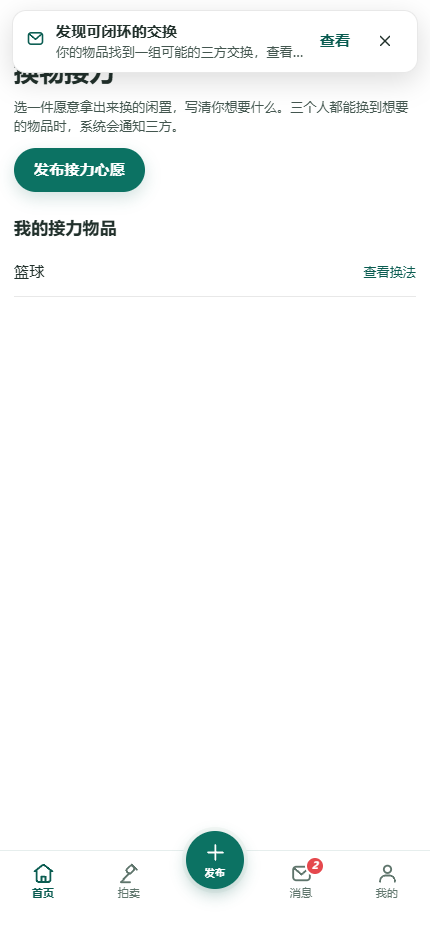 发现可闭环的交换
你的物品找到一组可能的三方交换，查看...
查看
换物接力
选一件愿意拿出来换的闲置，写清你想要什么。三个人都能换到想要
的物品时，系统会通知三方。
发布接力心愿
我的接力物品
篮球
查看换法
首页
拍卖
发布
2
消息
我的